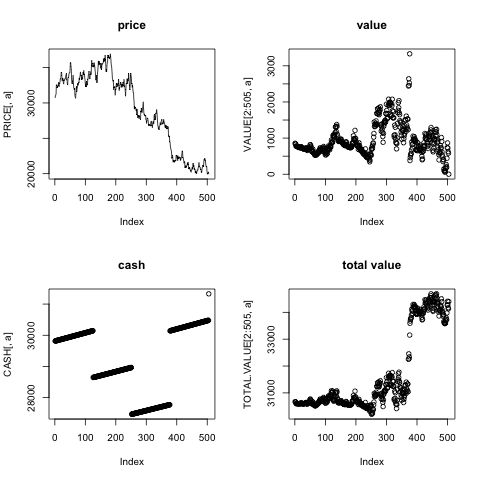 price
PRICE[, a]
20000 30000
0 100 200 300 400 500
Index
value
VALUE[2:505, a]
0 1000 2000 3000
0 100 200 300 400 500
Index
cash
CASH[, a]
28000 30000
0 100 200 300 400 500
Index
total value
TOTAL.VALUE[2:505, a]
31000 33000
0 100 200 300 400 500
Index